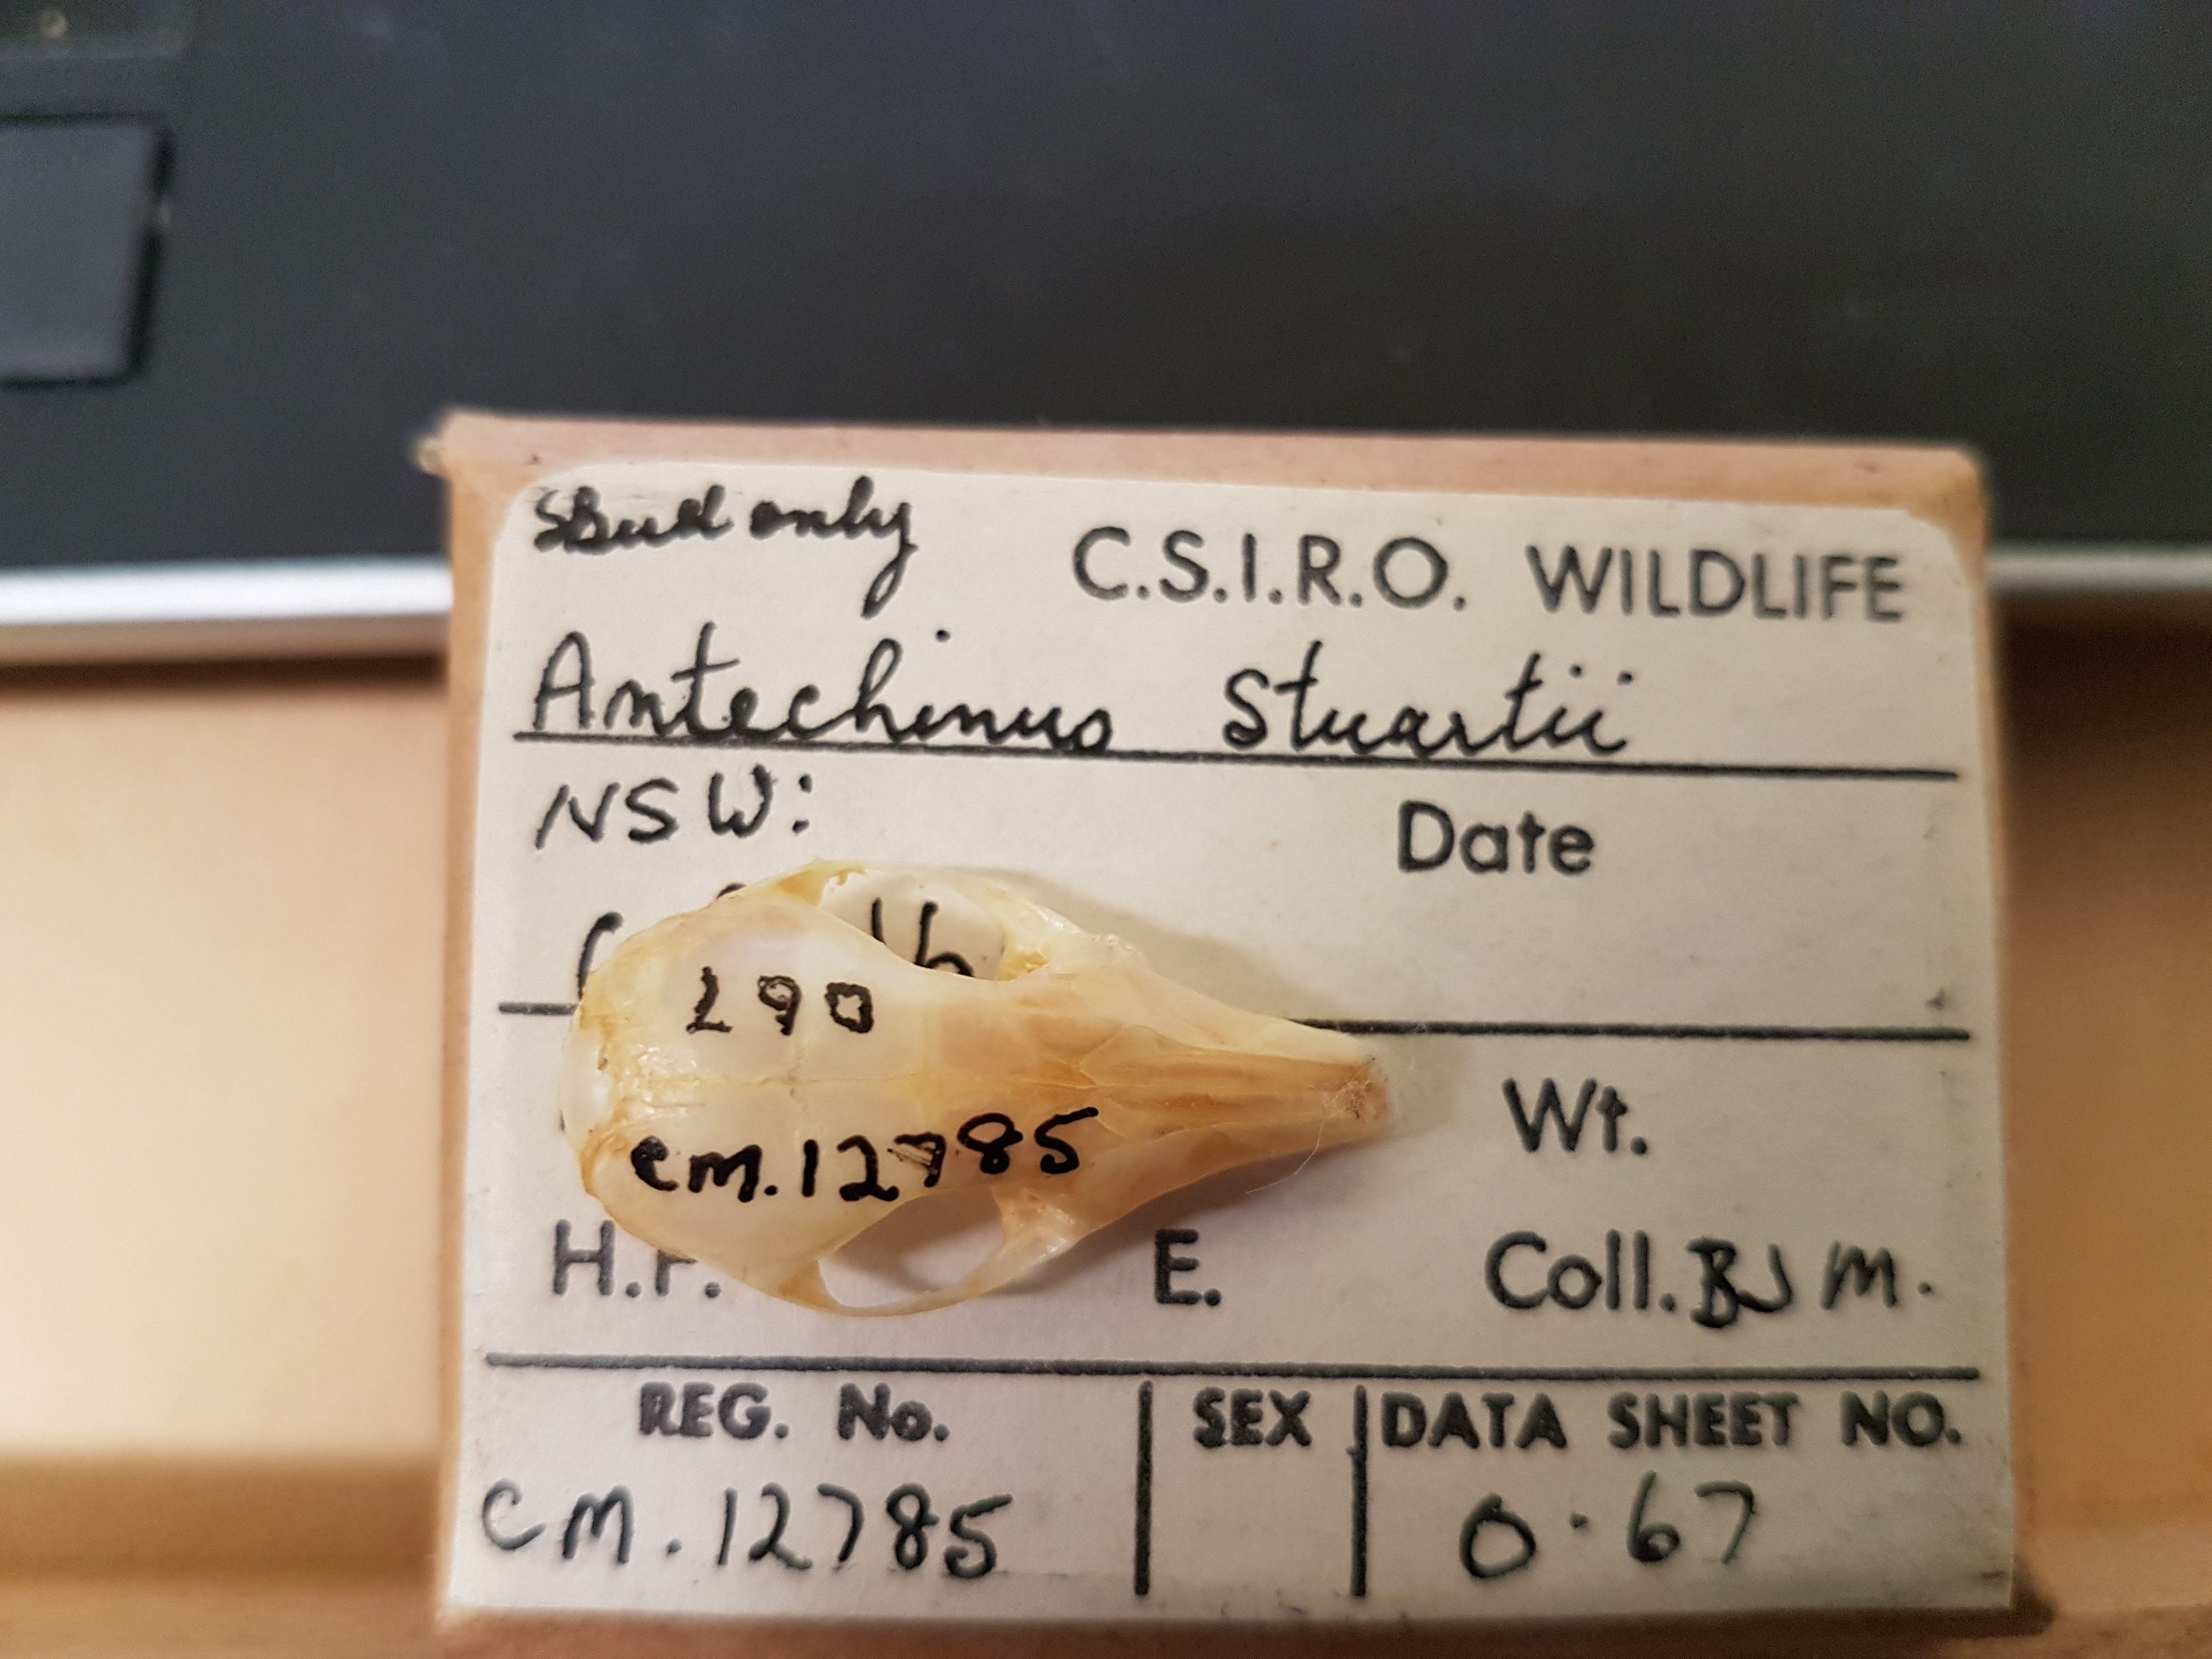 Skull only C.S.I.R.O. WILDLIFE
Antechinus Stuartii
NSW: Date
Wt.
H.F. E. Coll. B M.
REG. No. SEX DATA SHEET NO.
CM. 12785 0.67
290
CM.12785